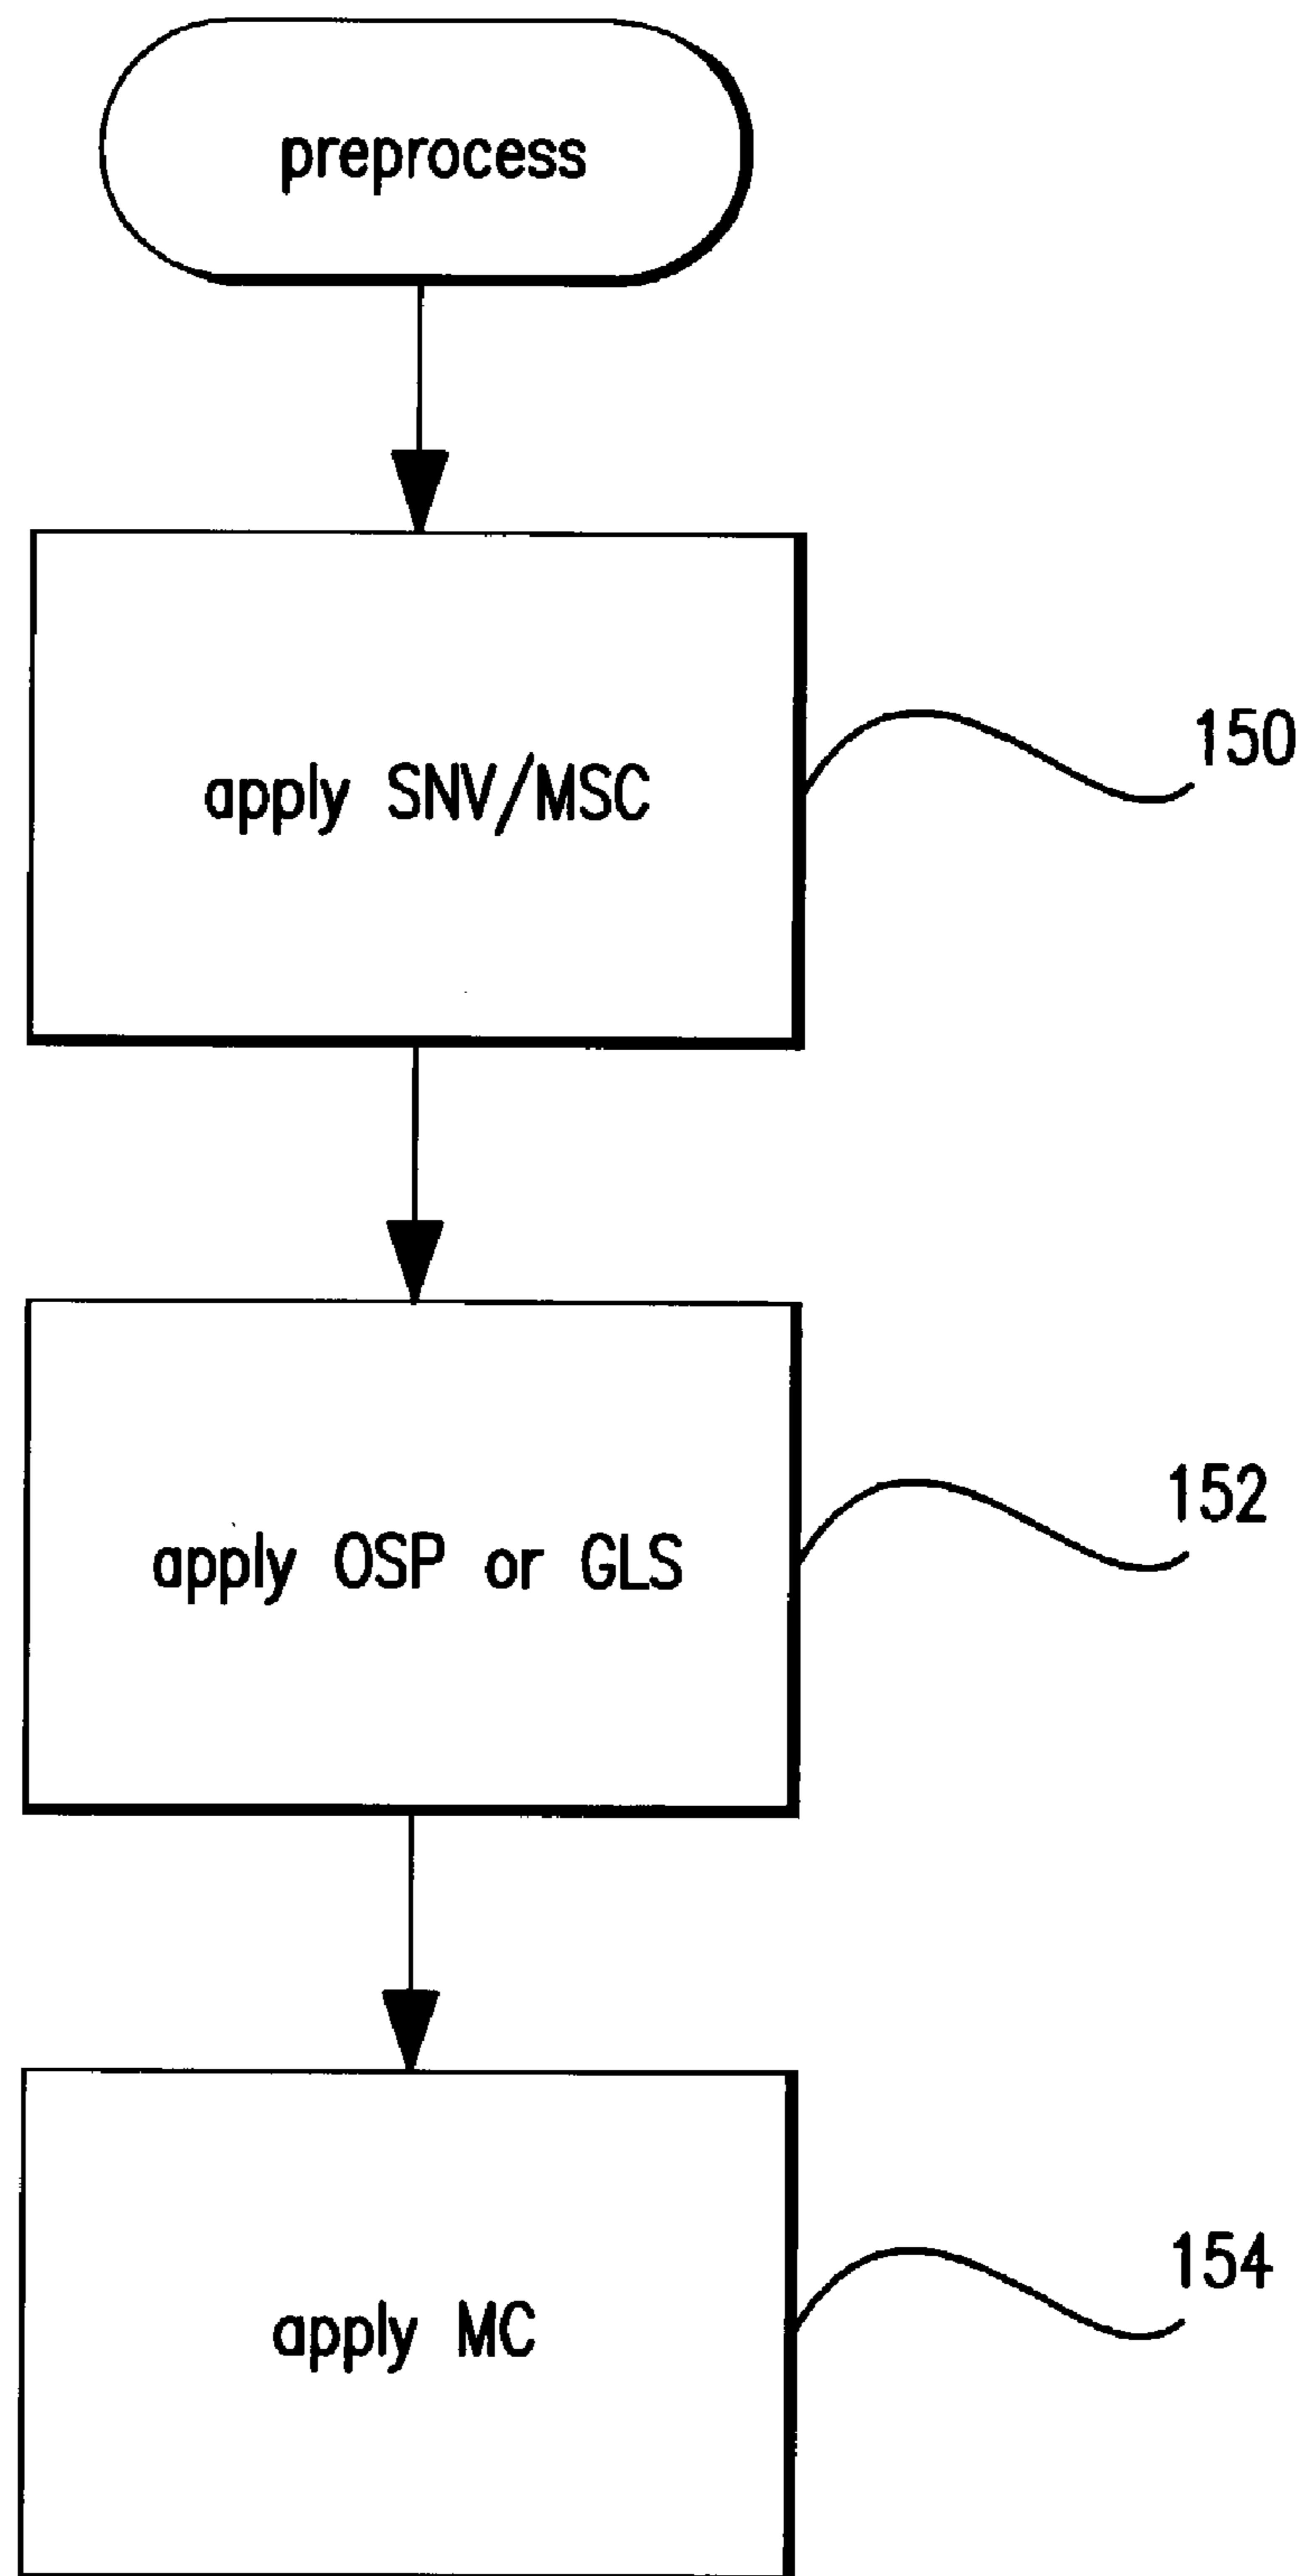 preprocess
apply SNV/MSC
150
apply OSP or GLS
152
apply MC
154